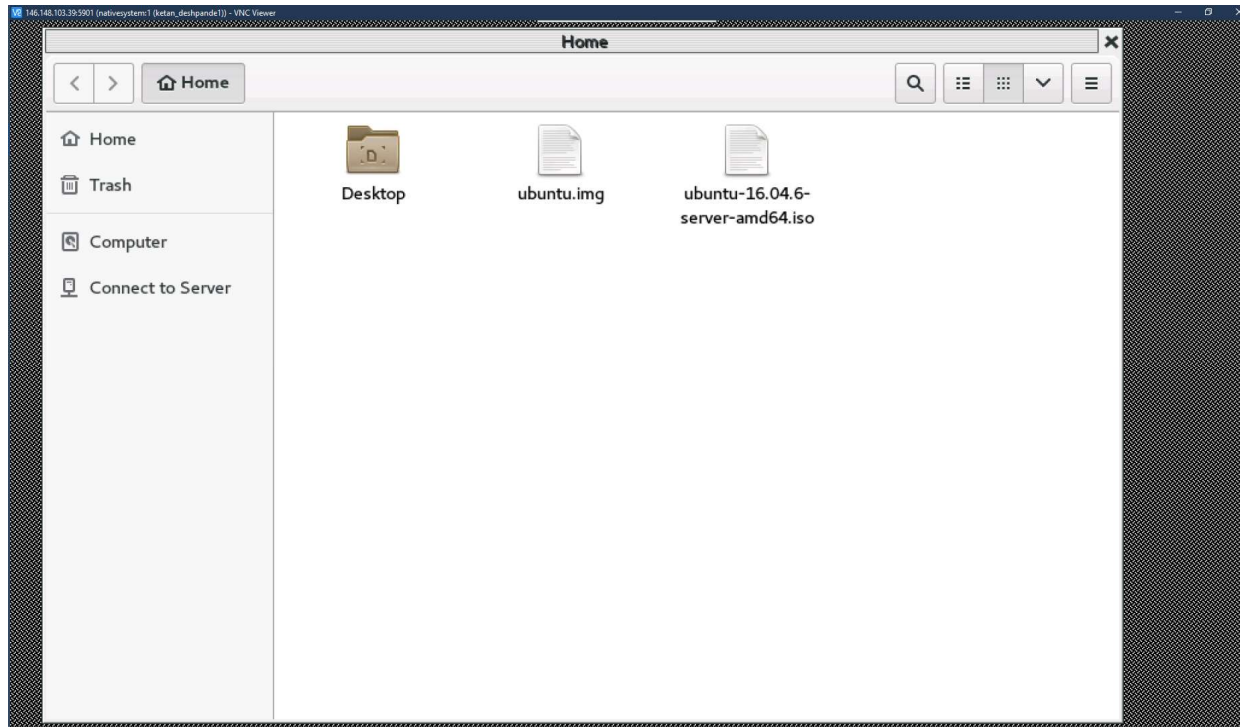 V2 146.148.103.39:5901 (nativesystem:1 (ketan_deshpande1)) - VNC Viewer
Home
Home
Home
Trash
Computer
Connect to Server
Desktop
ubuntu.img
ubuntu-16.04.6-
server-amd64.iso